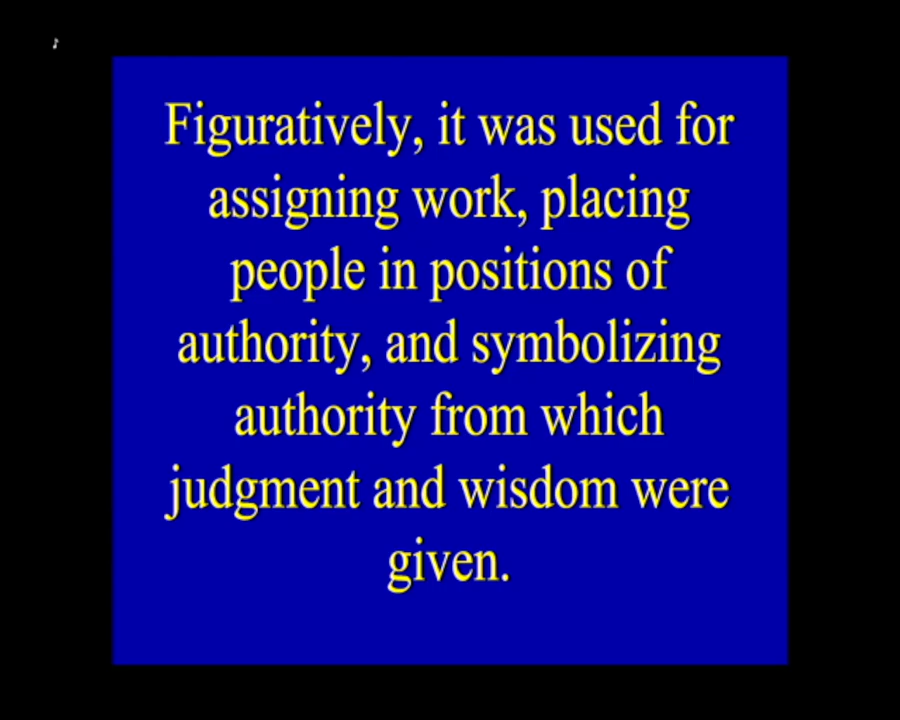 Figuratively, it was used for
assigning work, placing
people in positions of
authority, and symbolizing
authority from which
judgment and wisdom were
given.